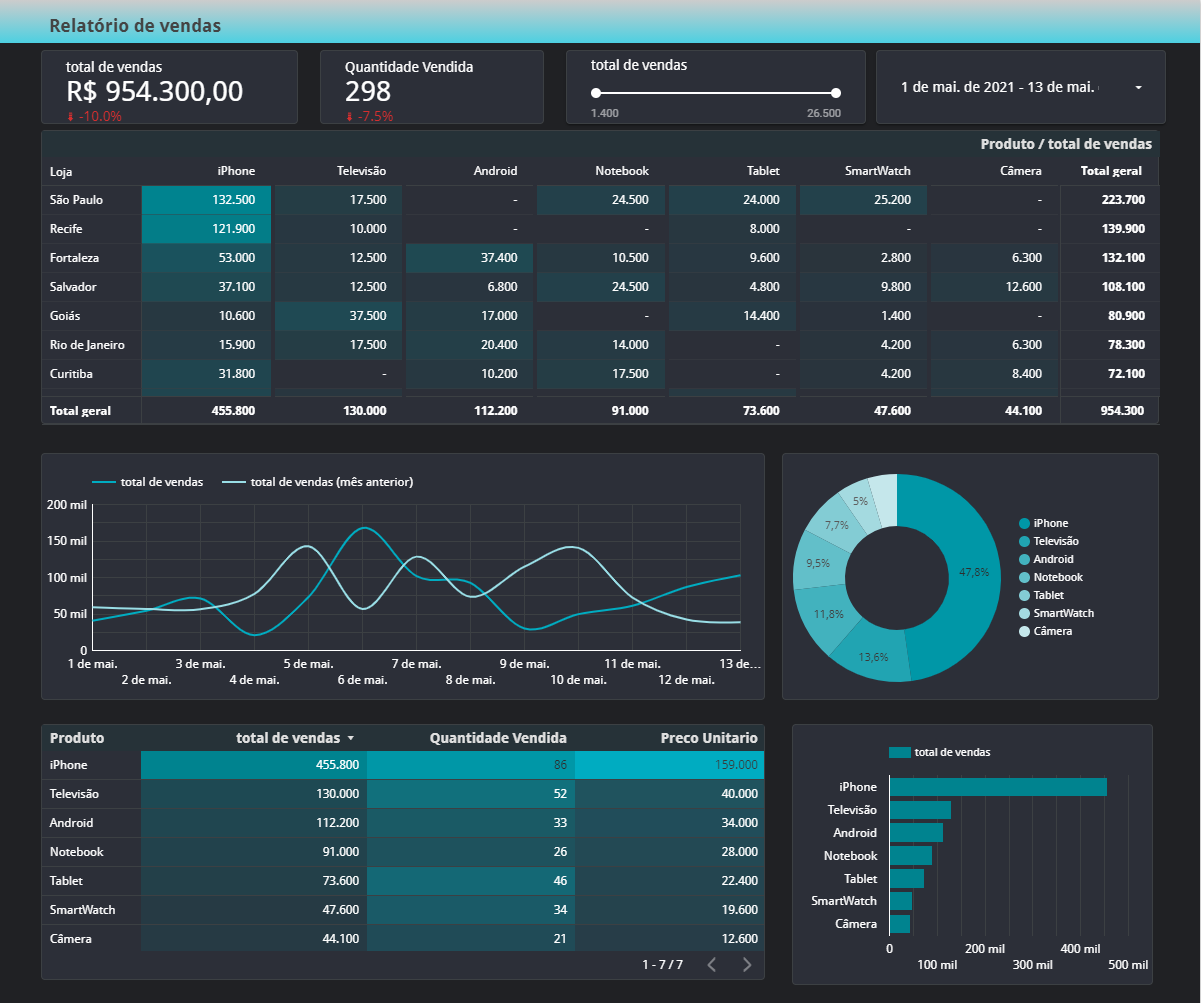 Relatório de vendas
total de vendas
R$ 954.300,00
-10.0%
Quantidade Vendida
298
-7.5%
total de vendas
1.400 26.500
1 de mai. de 2021 - 13 de mai.
Produto / total de vendas
Loja iPhone Televisão Android Notebook Tablet SmartWatch Câmera Total geral
São Paulo 132.500 17.500 - 24.500 24.000 25.200 - 223.700
Recife 121.900 10.000 - - 8.000 - - 139.900
Fortaleza 53.000 12.500 37.400 10.500 9.600 2.800 6.300 132.100
Salvador 37.100 12.500 6.800 24.500 4.800 9.800 12.600 108.100
Goiás 10.600 37.500 17.000 - 14.400 1.400 - 80.900
Rio de Janeiro 15.900 17.500 20.400 14.000 - 4.200 6.300 78.300
Curitiba 31.800 - 10.200 17.500 - 4.200 8.400 72.100
Total geral 455.800 130.000 112.200 91.000 73.600 47.600 44.100 954.300
total de vendas total de vendas (mês anterior)
200 mil
150 mil
100 mil
50 mil
0
1 de mai. 3 de mai. 5 de mai. 7 de mai. 9 de mai. 11 de mai. 13 de...
2 de mai. 4 de mai. 6 de mai. 8 de mai. 10 de mai. 12 de mai.
5%
7,7%
9,5%
11,8%
13,6%
47,8%
iPhone
Televisão
Android
Notebook
Tablet
SmartWatch
Câmera
Produto total de vendas Quantidade Vendida Preco Unitario
iPhone 455.800 86 159.000
Televisão 130.000 52 40.000
Android 112.200 33 34.000
Notebook 91.000 26 28.000
Tablet 73.600 46 22.400
SmartWatch 47.600 34 19.600
Câmera 44.100 21 12.600
1 - 7 / 7
total de vendas
iPhone
Televisão
Android
Notebook
Tablet
SmartWatch
Câmera
0 200 mil 400 mil
100 mil 300 mil 500 mil